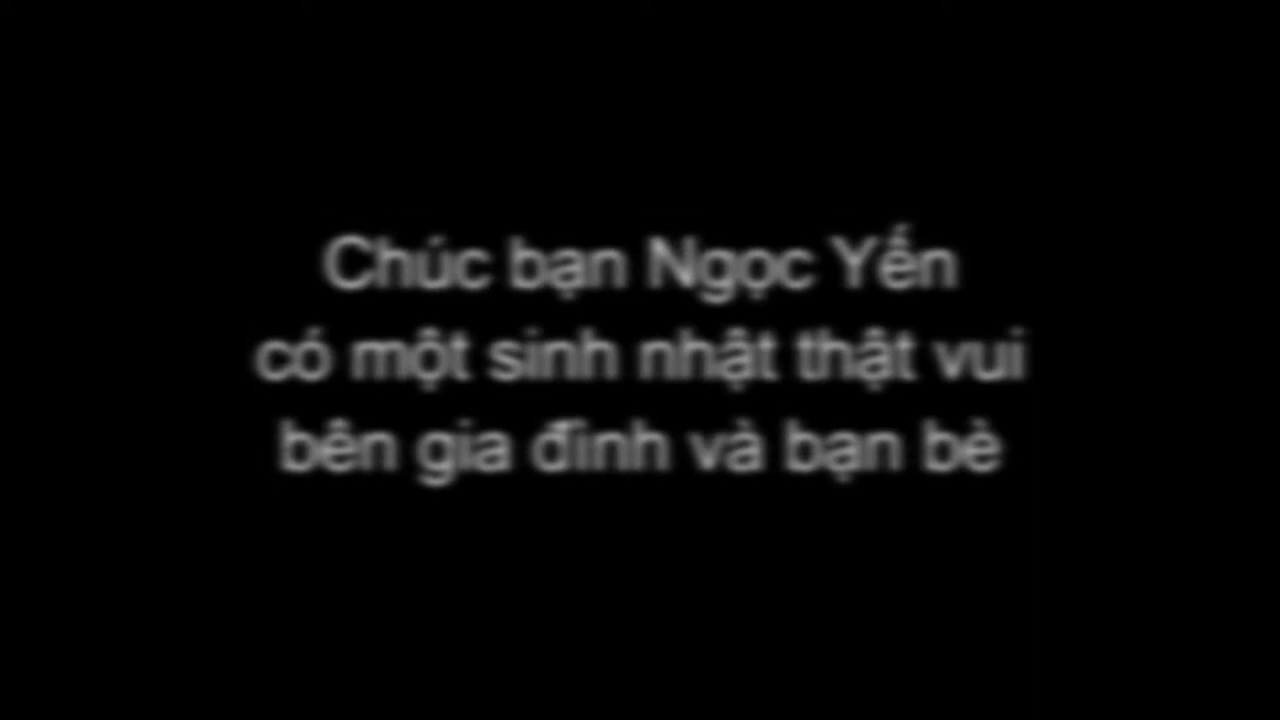 Chúc bạn Ngọc Yến
có một sinh nhật thật vui
bên gia đình và bạn bè